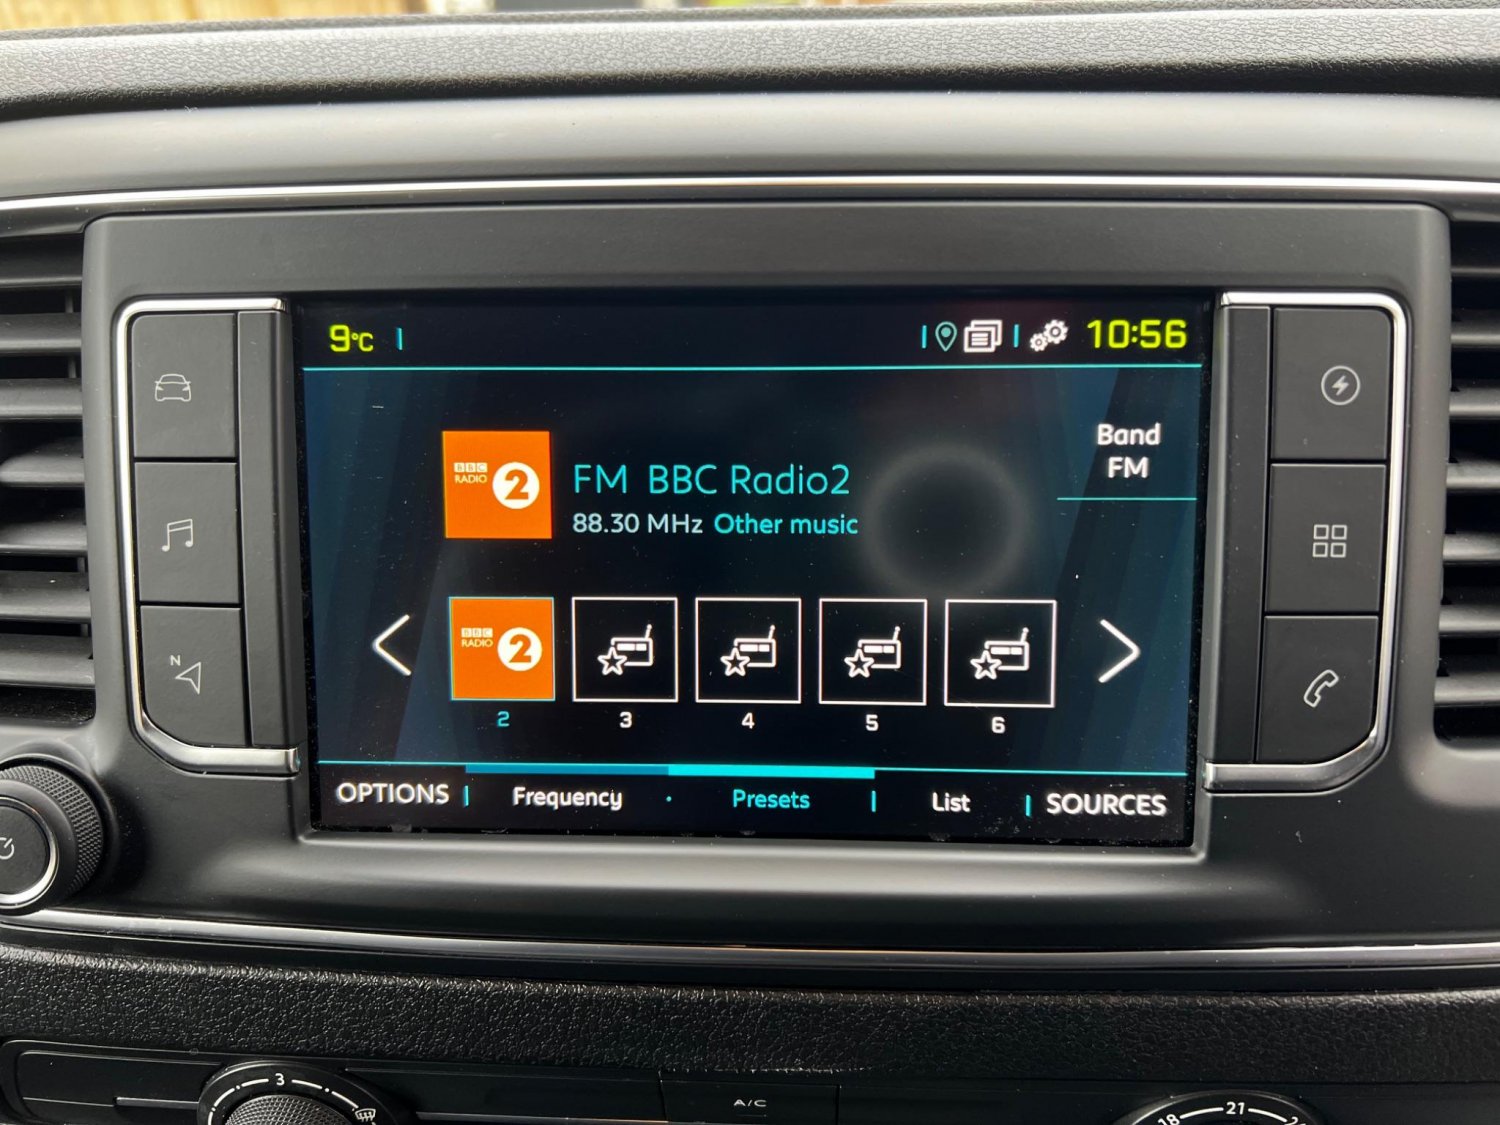 9°C
10:56
Band
FM
BBC
RADIO 2
FM BBC Radio2
88.30 MHz Other music
BBC
RADIO 2
2 3 4 5 6
OPTIONS Frequency Presets List SOURCES
N
3
A/C
18 21